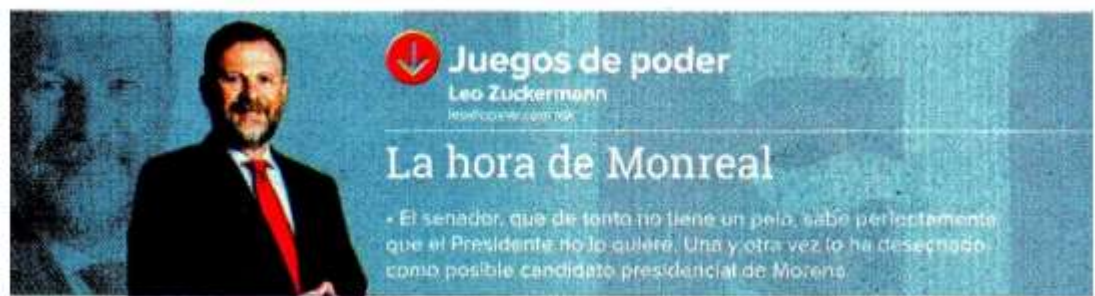 Juegos de poder
Leo Zuckermann
La hora de Monreal
• El senador, que de tonto no tiene un pelo, sabe perfectamente
que el Presidente no lo quiere. Una y otra vez lo ha desechado
como posible candidato presidencial de Morena